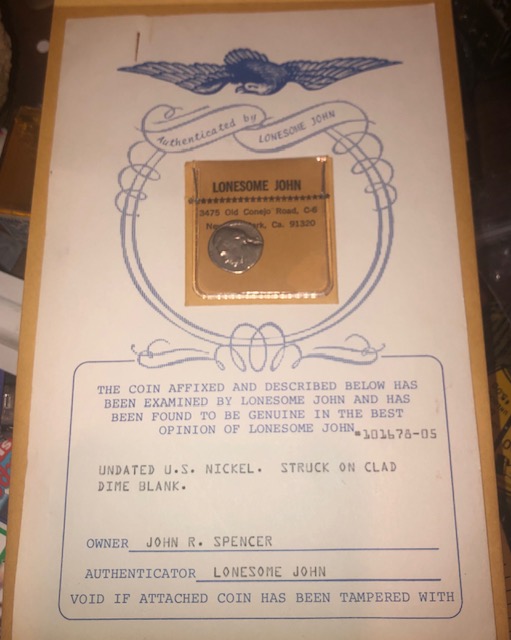 Authenticated by LONESOME JOHN
LONESOME JOHN
3475 Old Conejo Road, C-6
Ca. 91320
THE COIN AFFIXED AND DESCRIBED BELOW HAS
BEEN EXAMINED BY LONESOME JOHN AND HAS
BEEN FOUND TO BE GENUINE IN THE BEST
OPINION OF LONESOME JOHN.
#101678-05
UNDATED U.S. NICKEL. STRUCK ON CLAD
DIME BLANK.
OWNER JOHN R. SPENCER
AUTHENTICATOR LONESOME JOHN
VOID IF ATTACHED COIN HAS BEEN TAMPERED WITH